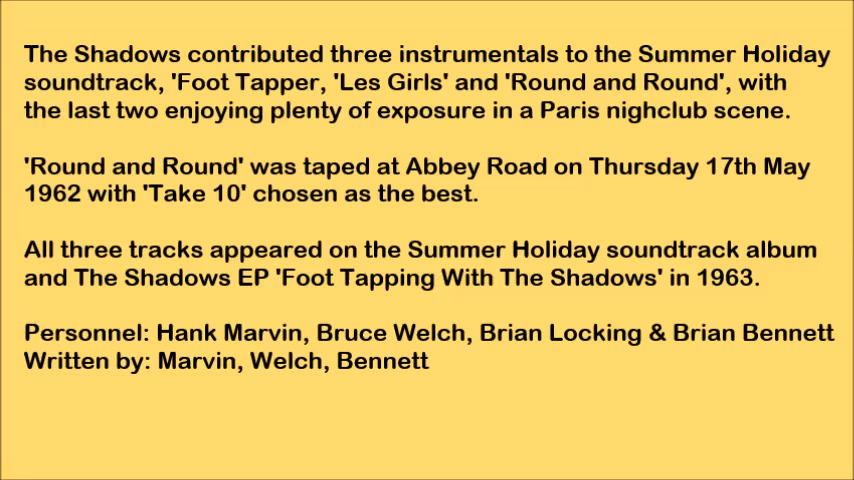 The Shadows contributed three instrumentals to the Summer Holiday
soundtrack, 'Foot Tapper, 'Les Girls' and 'Round and Round', with
the last two enjoying plenty of exposure in a Paris nighclub scene.
'Round and Round' was taped at Abbey Road on Thursday 17th May
1962 with 'Take 10' chosen as the best.
All three tracks appeared on the Summer Holiday soundtrack album
and The Shadows EP 'Foot Tapping With The Shadows' in 1963.
Personnel: Hank Marvin, Bruce Welch, Brian Locking & Brian Bennett
Written by: Marvin, Welch, Bennett